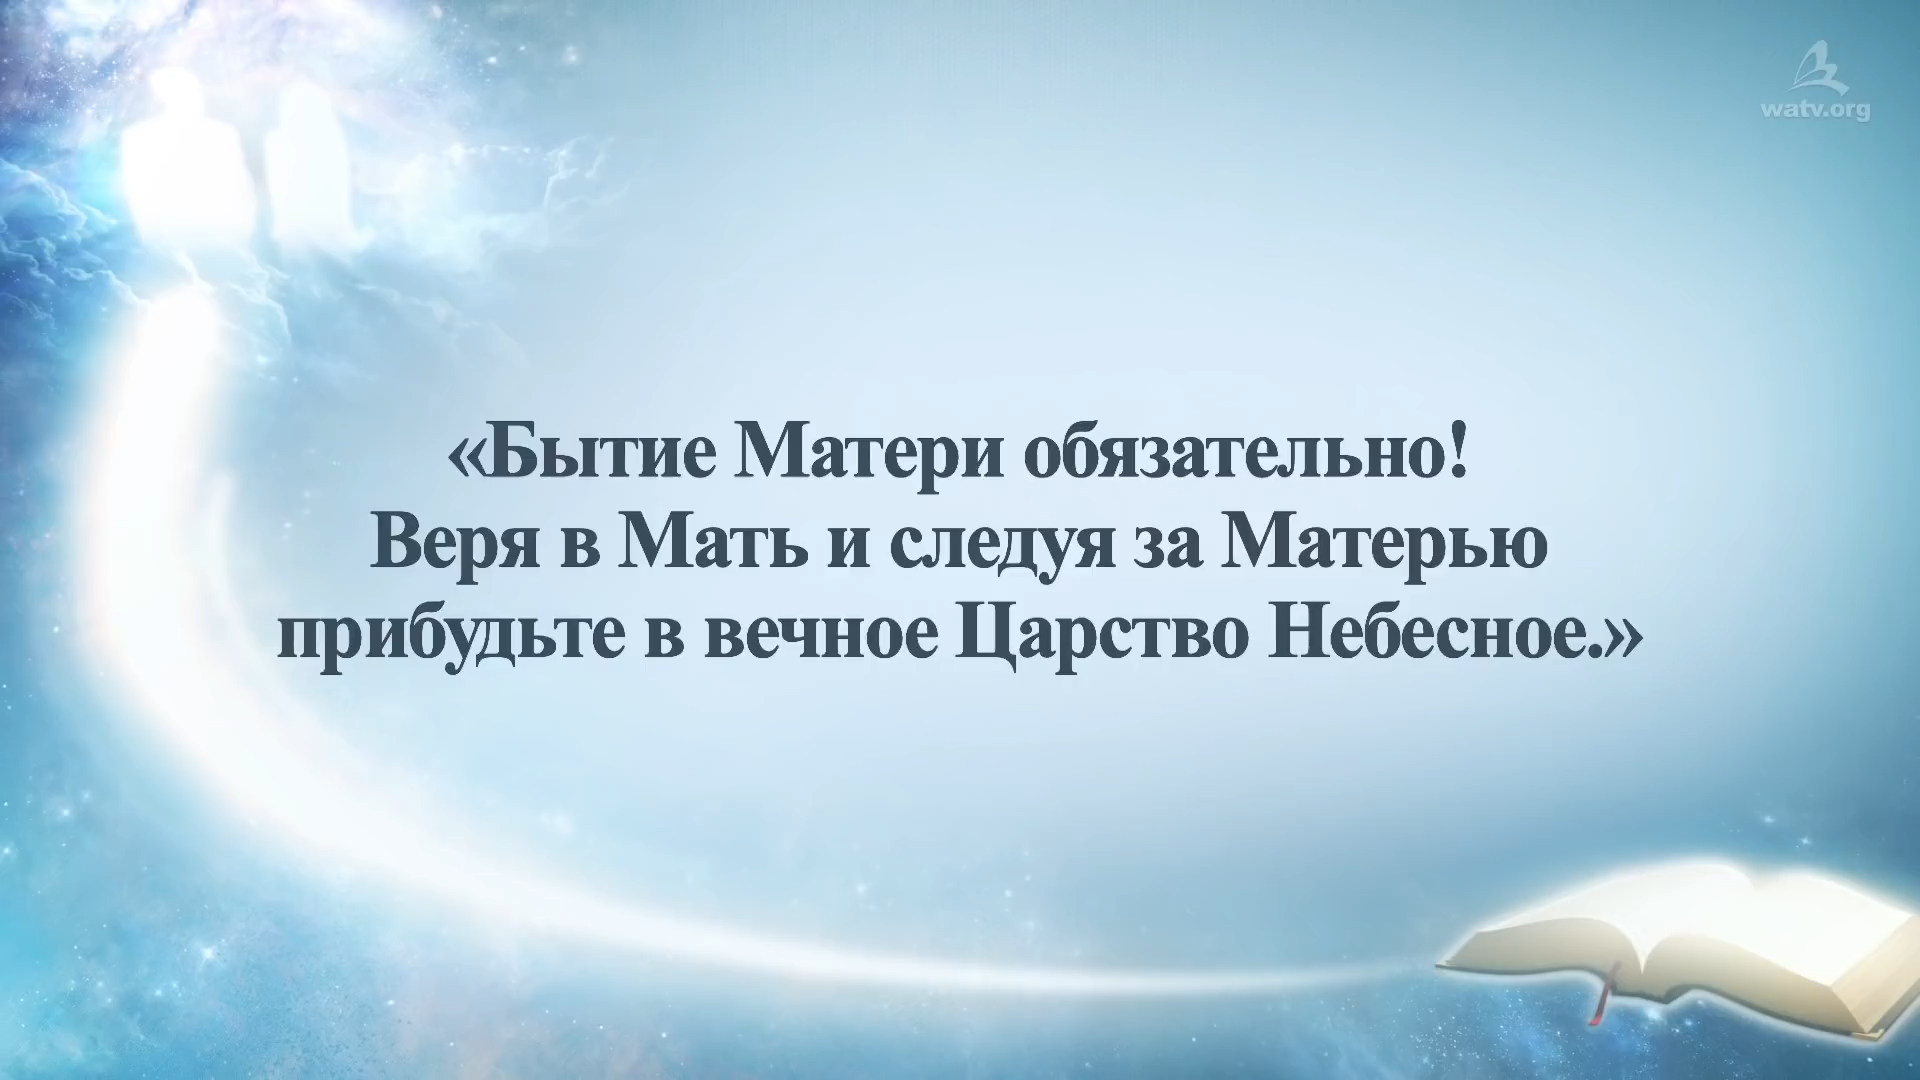 watv.org
«Бытие Матери обязательно!
Веря в Мать и следуя за Матерью
прибудьте в вечное Царство Небесное.»